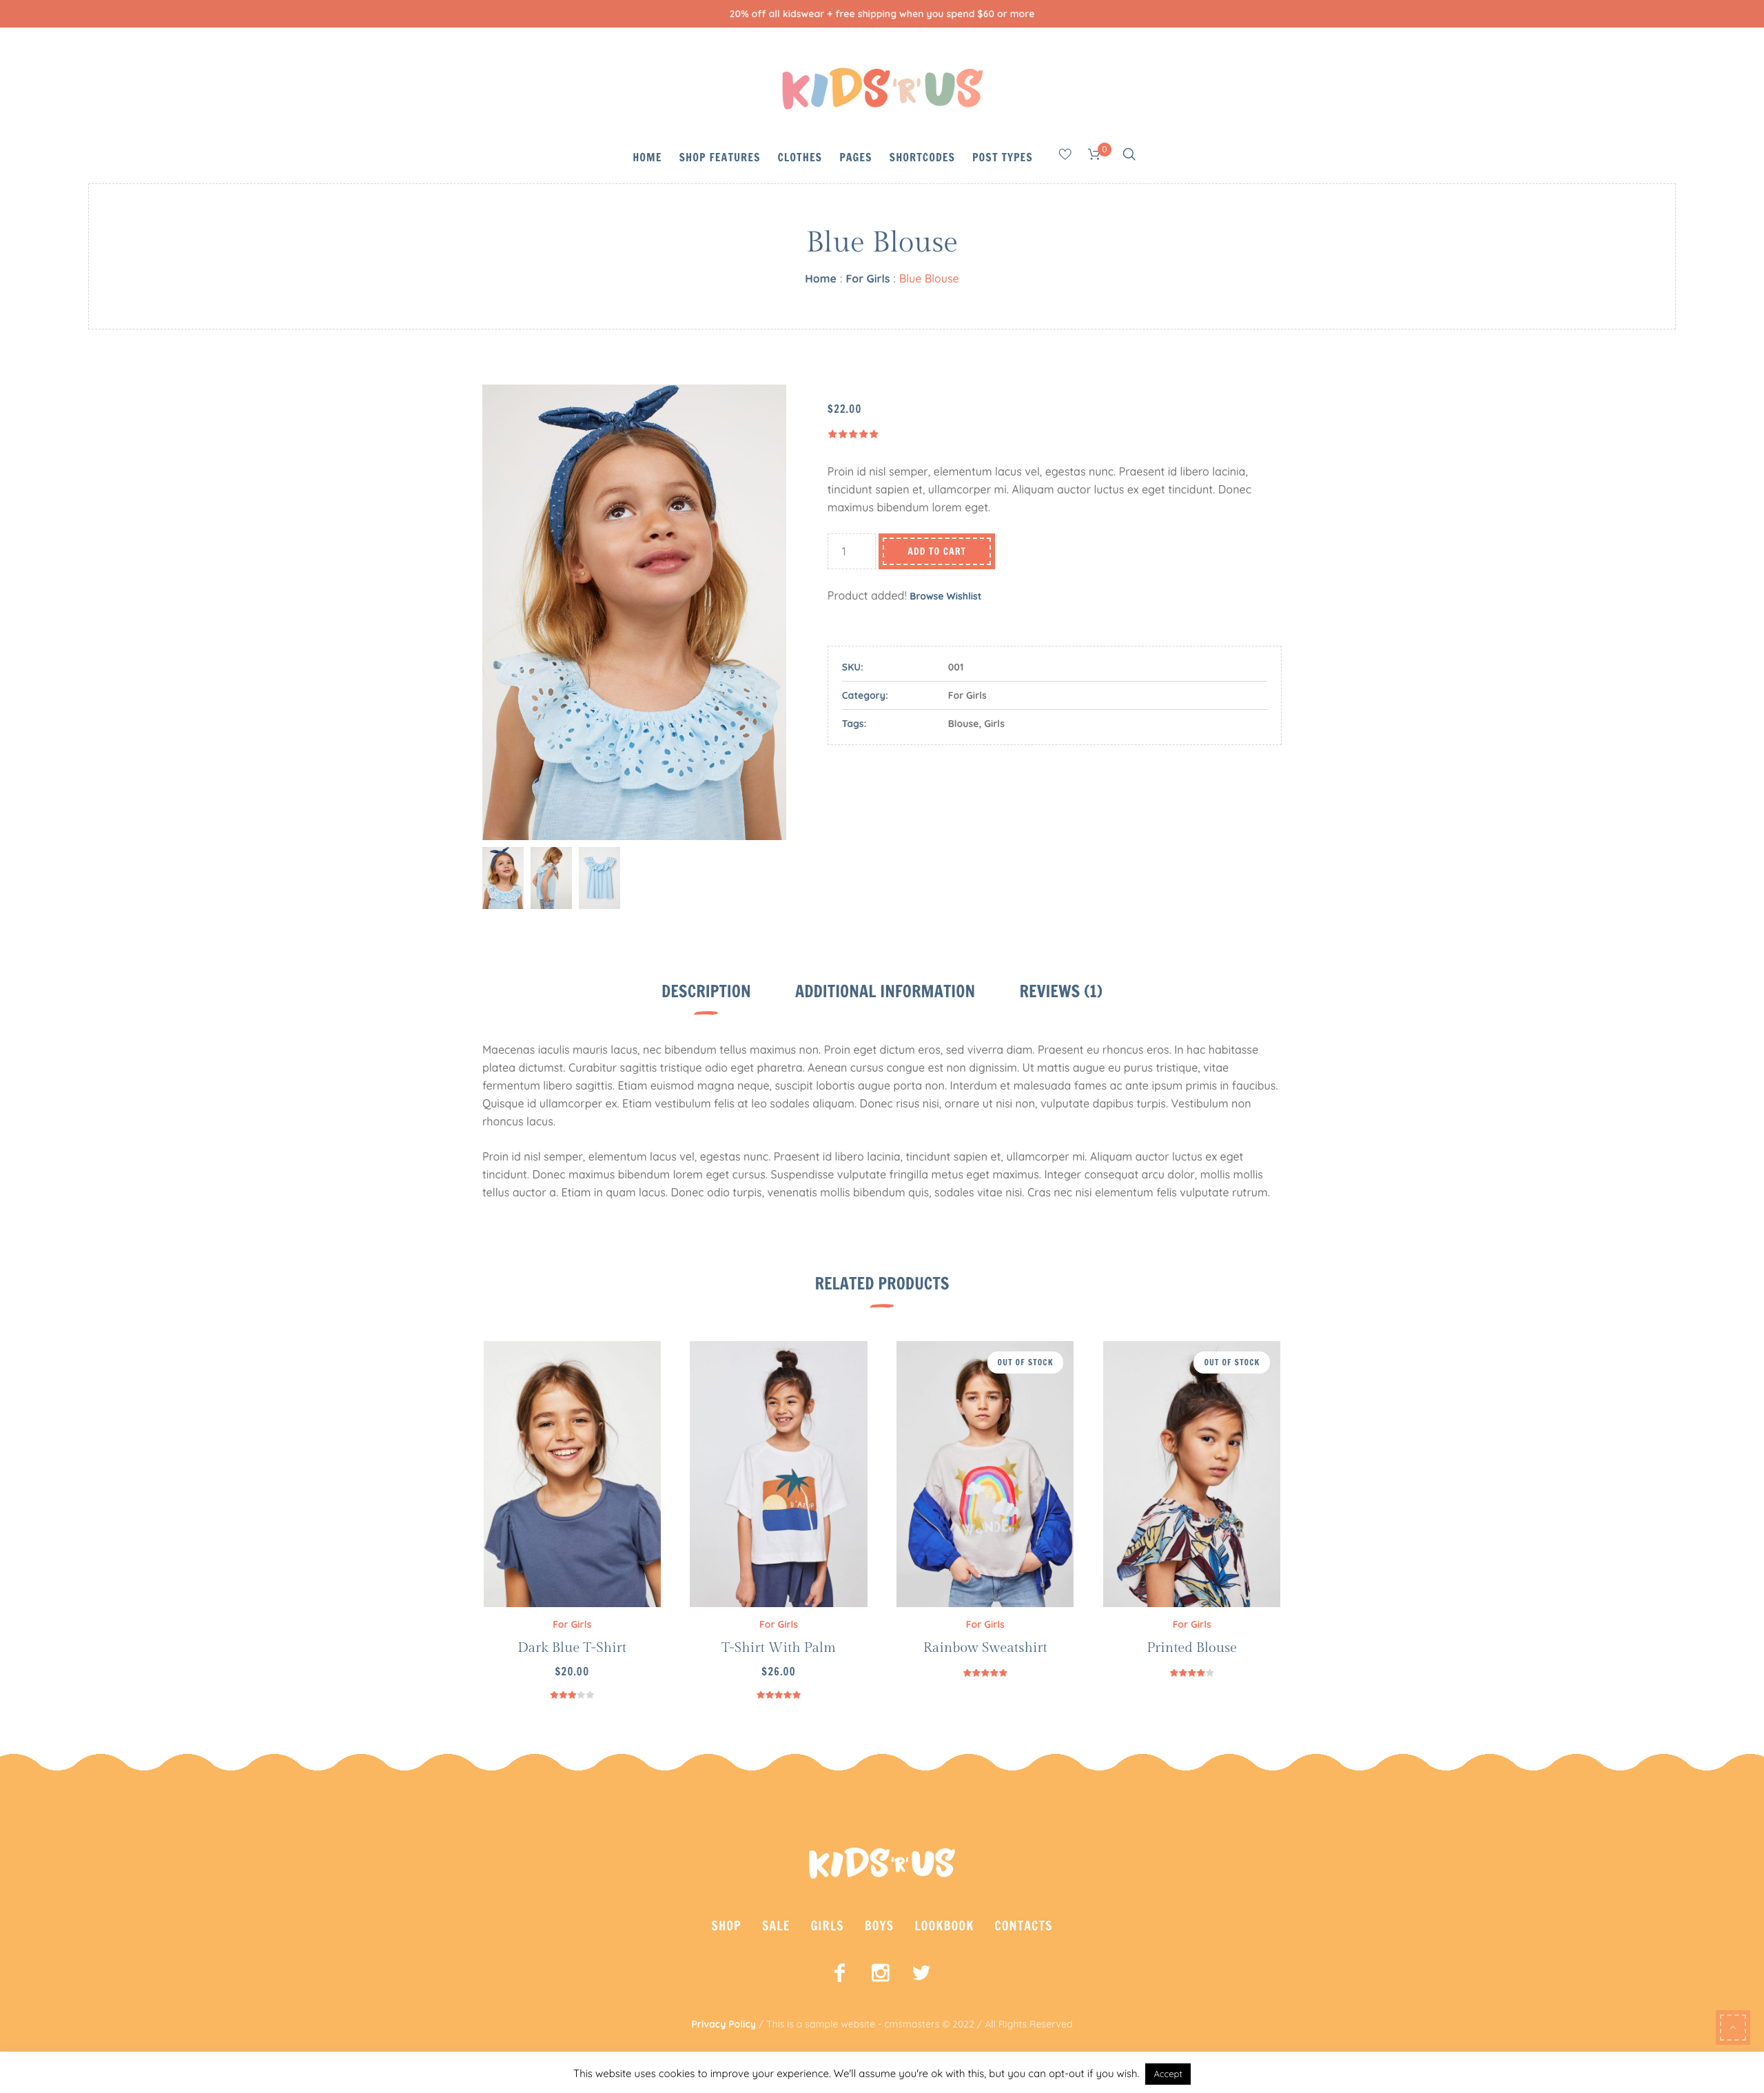 20% off all kidswear + free shipping when you spend $60 or more
KIDS 'R' US
HOME SHOP FEATURES CLOTHES PAGES SHORTCODES POST TYPES 0
Blue Blouse
Home : For Girls : Blue Blouse
$22.00
Proin id nisl semper, elementum lacus vel, egestas nunc. Praesent id libero lacinia,
tincidunt sapien et, ullamcorper mi. Aliquam auctor luctus ex eget tincidunt. Donec
maximus bibendum lorem eget.
1 ADD TO CART
Product added! Browse Wishlist
SKU: 001
Category: For Girls
Tags: Blouse, Girls
DESCRIPTION ADDITIONAL INFORMATION REVIEWS (1)
Maecenas iaculis mauris lacus, nec bibendum tellus maximus non. Proin eget dictum eros, sed viverra diam. Praesent eu rhoncus eros. In hac habitasse
platea dictumst. Curabitur sagittis tristique odio eget pharetra. Aenean cursus congue est non dignissim. Ut mattis augue eu purus tristique, vitae
fermentum libero sagittis. Etiam euismod magna neque, suscipit lobortis augue porta non. Interdum et malesuada fames ac ante ipsum primis in faucibus.
Quisque id ullamcorper ex. Etiam vestibulum felis at leo sodales aliquam. Donec risus nisi, ornare ut nisi non, vulputate dapibus turpis. Vestibulum non
rhoncus lacus.
Proin id nisl semper, elementum lacus vel, egestas nunc. Praesent id libero lacinia, tincidunt sapien et, ullamcorper mi. Aliquam auctor luctus ex eget
tincidunt. Donec maximus bibendum lorem eget cursus. Suspendisse vulputate fringilla metus eget maximus. Integer consequat arcu dolor, mollis mollis
tellus auctor a. Etiam in quam lacus. Donec odio turpis, venenatis mollis bibendum quis, sodales vitae nisi. Cras nec nisi elementum felis vulputate rutrum.
RELATED PRODUCTS
OUT OF STOCK OUT OF STOCK
For Girls For Girls For Girls For Girls
Dark Blue T-Shirt T-Shirt With Palm Rainbow Sweatshirt Printed Blouse
$20.00 $26.00
KIDS 'R' US
SHOP SALE GIRLS BOYS LOOKBOOK CONTACTS
Privacy Policy / This is a sample website - cmsmasters © 2022 / All Rights Reserved
This website uses cookies to improve your experience. We'll assume you're ok with this, but you can opt-out if you wish. Accept